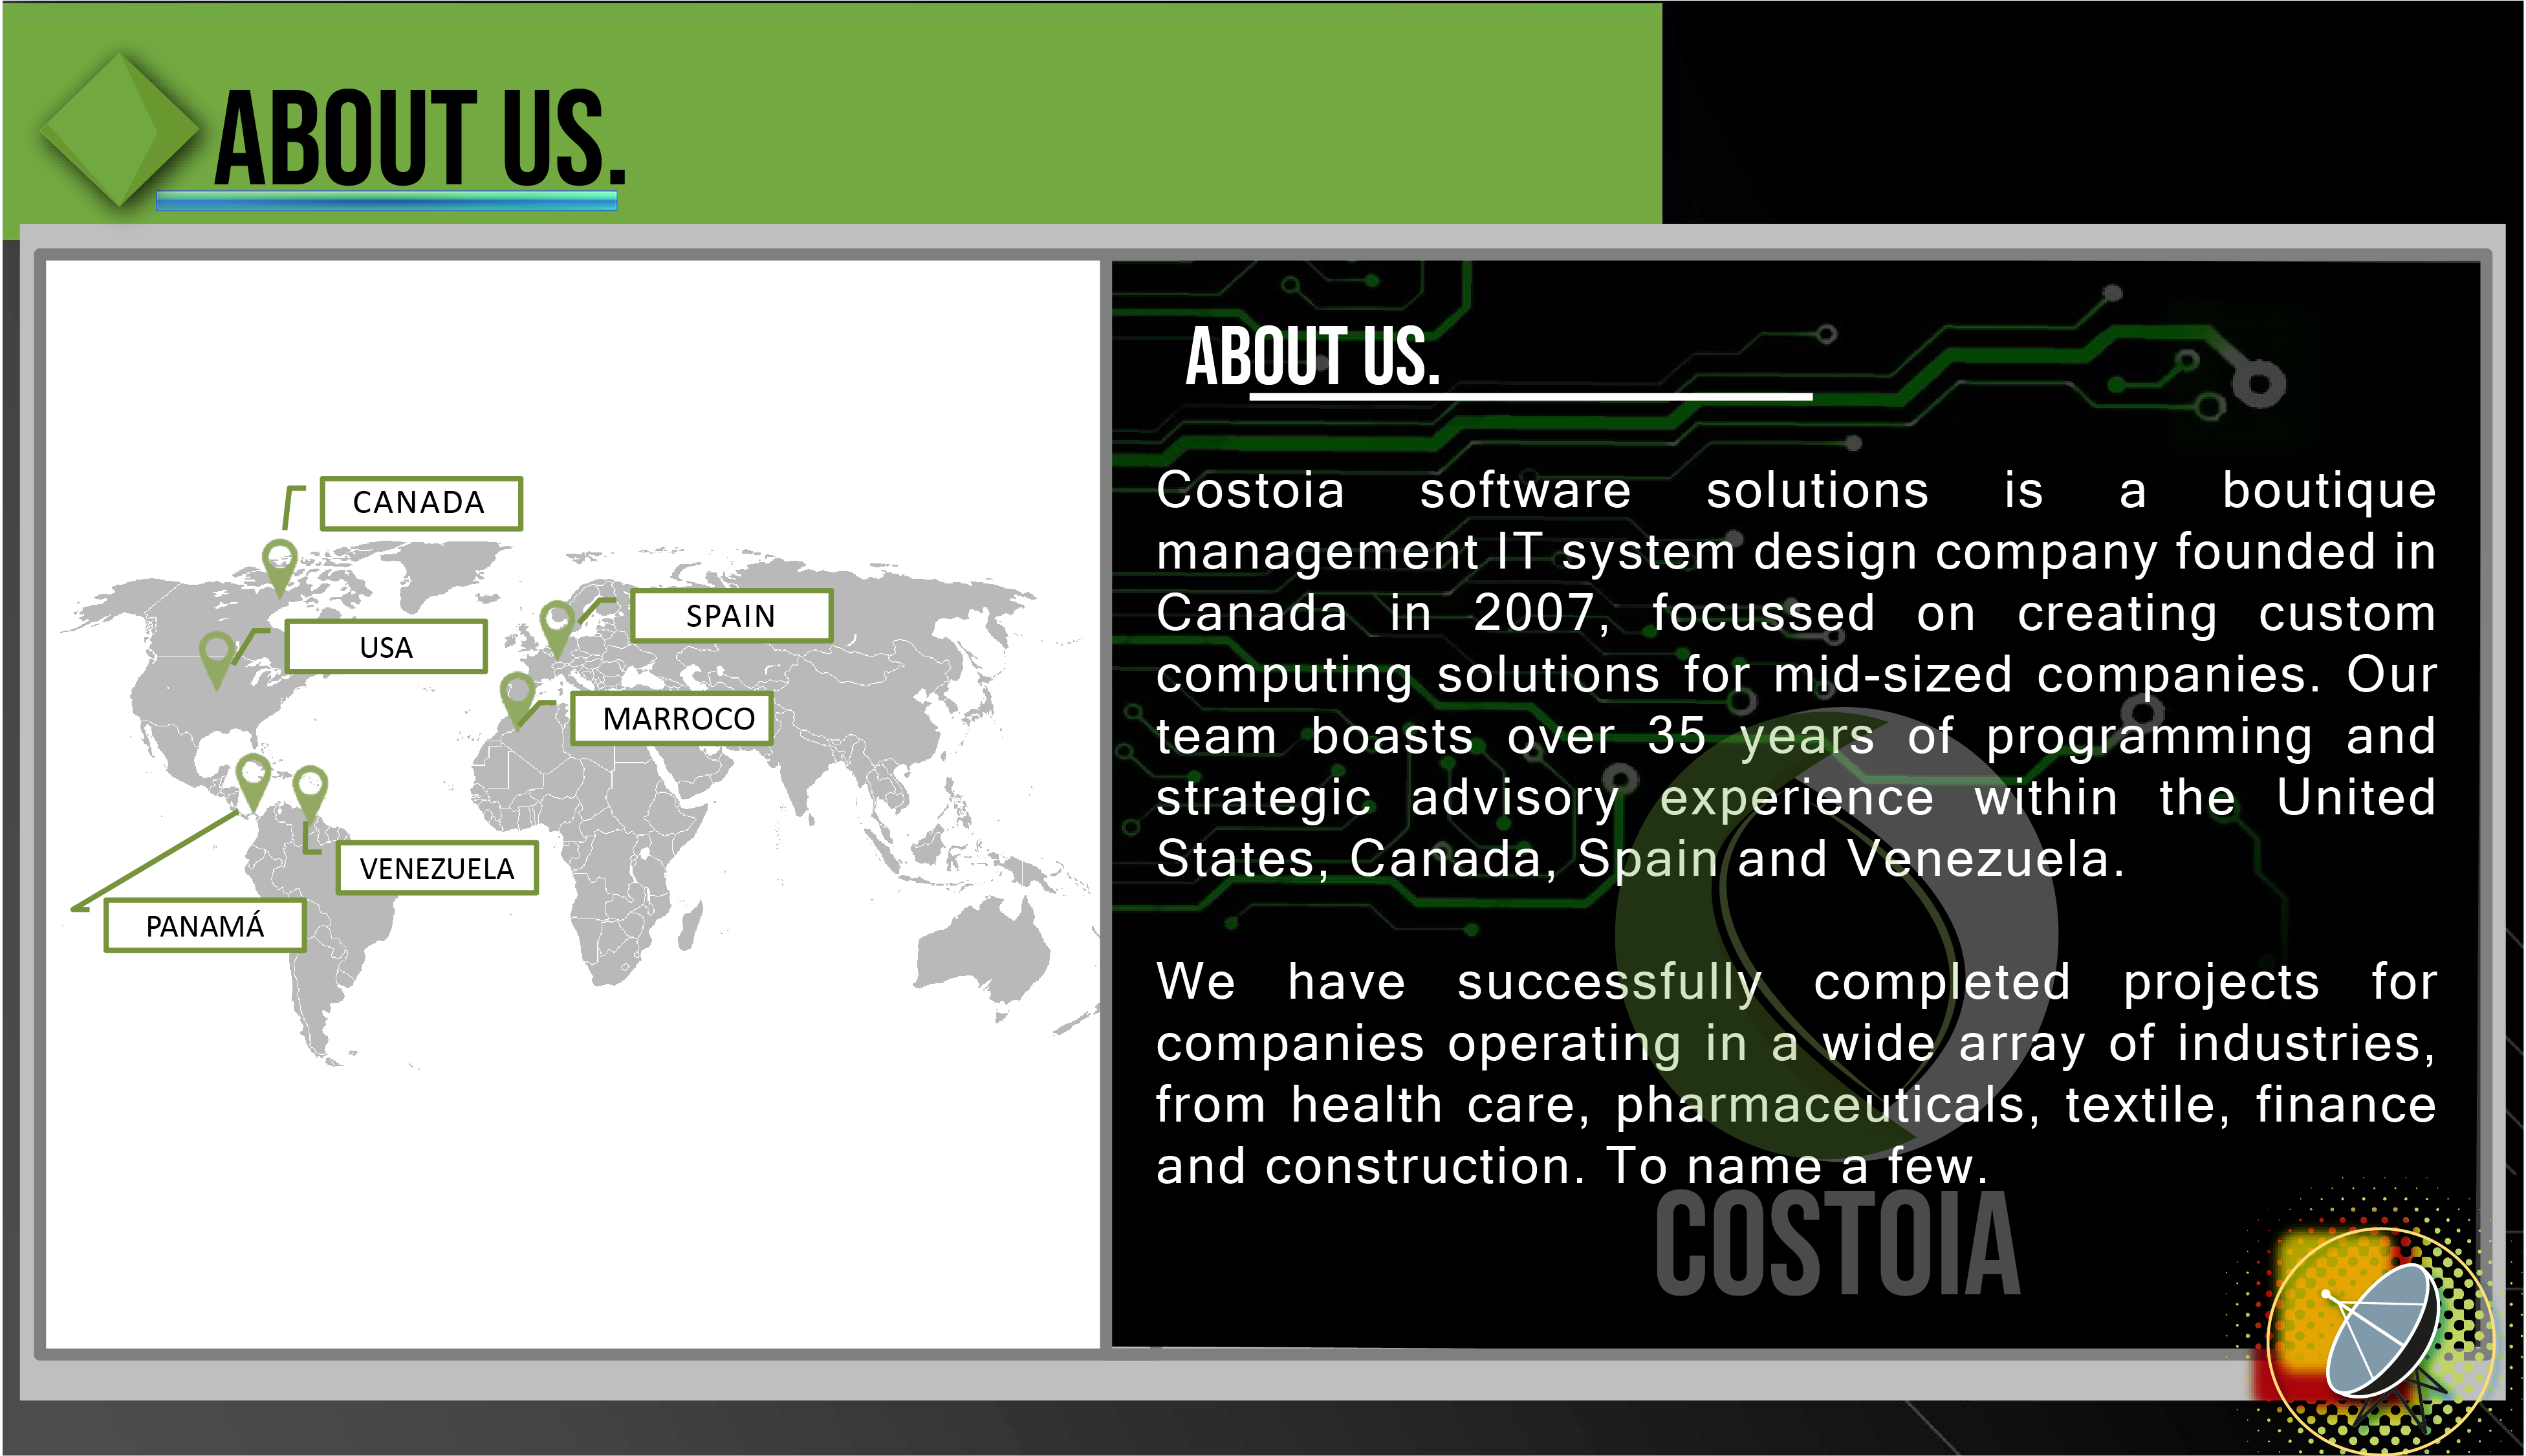 ABOUT US.
CANADA
USA
SPAIN
MARROCO
VENEZUELA
PANAMÁ
ABOUT US.
Costoia software solutions is a boutique
management IT system design company founded in
Canada in 2007, focussed on creating custom
computing solutions for mid-sized companies. Our
team boasts over 35 years of programming and
strategic advisory experience within the United
States, Canada, Spain and Venezuela.
We have successfully completed projects for
companies operating in a wide array of industries,
from health care, pharmaceuticals, textile, finance
and construction. To name a few.
COSTOIA